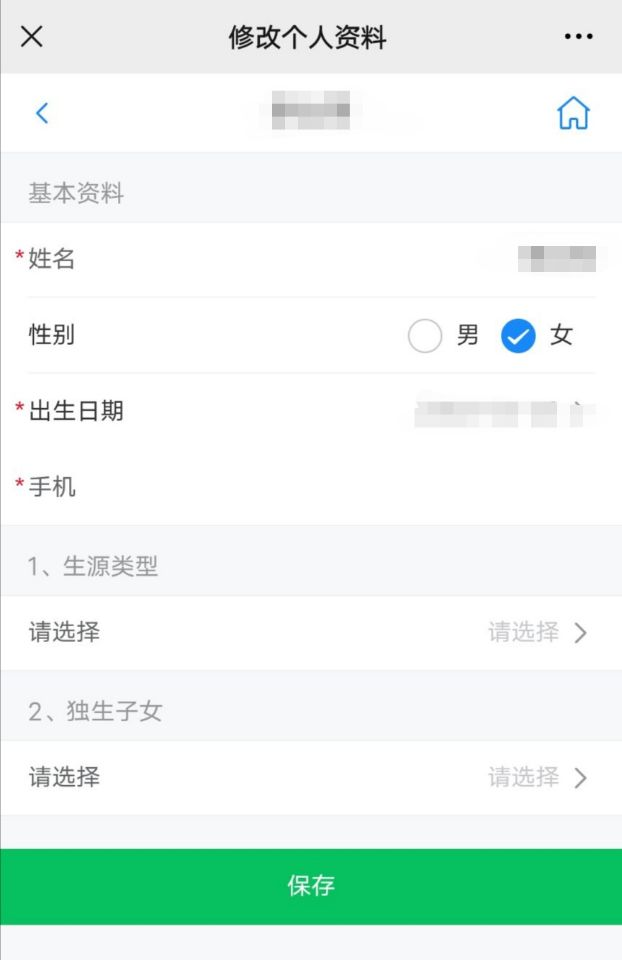 修改个人资料
基本资料
*姓名
性别 男 女
*出生日期
*手机
1、生源类型
请选择 请选择
2、独生子女
请选择 请选择
保存